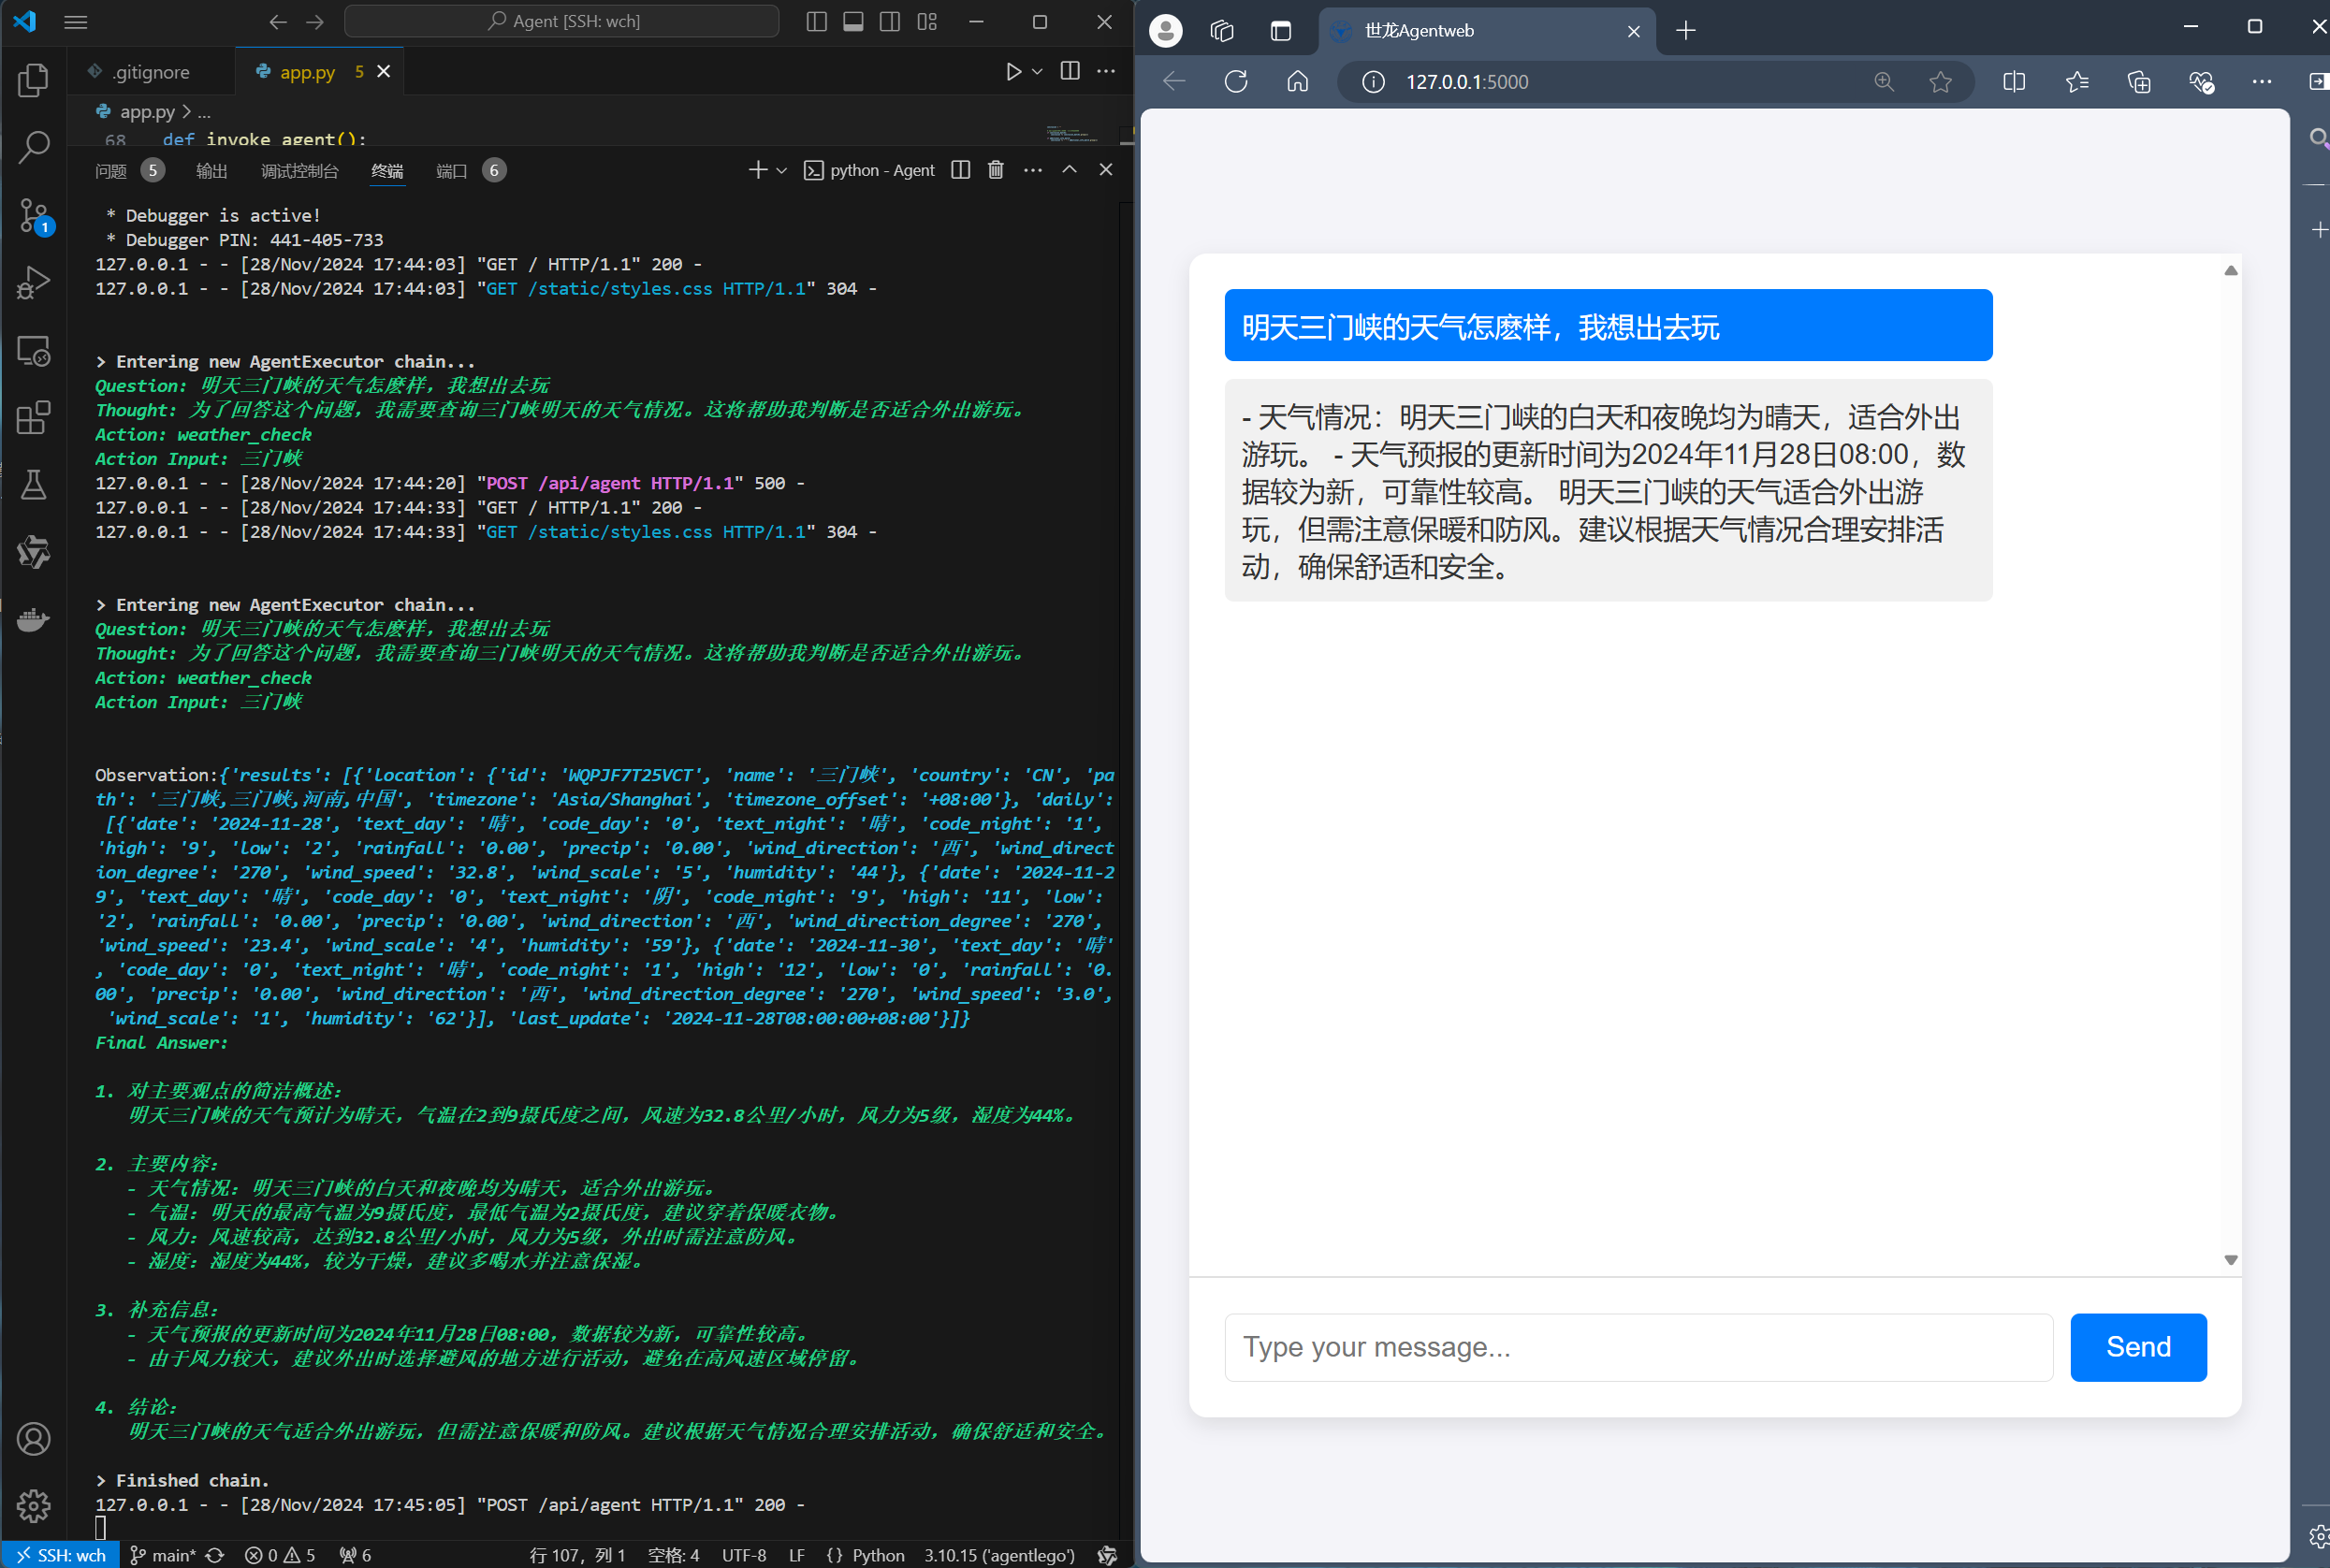 Agent [SSH: wch]
.gitignore
app.py 5
app.py > ...
68 def invoke_agent():
问题 5 输出 调试控制台 终端 端口 6
python - Agent
* Debugger is active!
* Debugger PIN: 441-405-733
127.0.0.1 - - [28/Nov/2024 17:44:03] "GET / HTTP/1.1" 200 -
127.0.0.1 - - [28/Nov/2024 17:44:03] "GET /static/styles.css HTTP/1.1" 304 -
> Entering new AgentExecutor chain...
Question: 明天三门峡的天气怎麽样，我想出去玩
Thought: 为了回答这个问题，我需要查询三门峡明天的天气情况。这将帮助我判断是否适合外出游玩。
Action: weather_check
Action Input: 三门峡
127.0.0.1 - - [28/Nov/2024 17:44:20] "POST /api/agent HTTP/1.1" 500 -
127.0.0.1 - - [28/Nov/2024 17:44:33] "GET / HTTP/1.1" 200 -
127.0.0.1 - - [28/Nov/2024 17:44:33] "GET /static/styles.css HTTP/1.1" 304 -
> Entering new AgentExecutor chain...
Question: 明天三门峡的天气怎麽样，我想出去玩
Thought: 为了回答这个问题，我需要查询三门峡明天的天气情况。这将帮助我判断是否适合外出游玩。
Action: weather_check
Action Input: 三门峡
Observation:{'results': [{'location': {'id': 'WQPJF7T25VCT', 'name': '三门峡', 'country': 'CN', 'pa
th': '三门峡,三门峡,河南,中国', 'timezone': 'Asia/Shanghai', 'timezone_offset': '+08:00'}, 'daily':
[{'date': '2024-11-28', 'text_day': '晴', 'code_day': '0', 'text_night': '晴', 'code_night': '1',
'high': '9', 'low': '2', 'rainfall': '0.00', 'precip': '0.00', 'wind_direction': '西', 'wind_direct
ion_degree': '270', 'wind_speed': '32.8', 'wind_scale': '5', 'humidity': '44'}, {'date': '2024-11-2
9', 'text_day': '晴', 'code_day': '0', 'text_night': '阴', 'code_night': '9', 'high': '11', 'low':
'2', 'rainfall': '0.00', 'precip': '0.00', 'wind_direction': '西', 'wind_direction_degree': '270',
'wind_speed': '23.4', 'wind_scale': '4', 'humidity': '59'}, {'date': '2024-11-30', 'text_day': '晴'
, 'code_day': '0', 'text_night': '晴', 'code_night': '1', 'high': '12', 'low': '0', 'rainfall': '0.
00', 'precip': '0.00', 'wind_direction': '西', 'wind_direction_degree': '270', 'wind_speed': '3.0',
'wind_scale': '1', 'humidity': '62'}], 'last_update': '2024-11-28T08:00:00+08:00'}]}
Final Answer:
1. 对主要观点的简洁概述：
明天三门峡的天气预计为晴天，气温在2到9摄氏度之间，风速为32.8公里/小时，风力为5级，湿度为44%。
2. 主要内容：
- 天气情况：明天三门峡的白天和夜晚均为晴天，适合外出游玩。
- 气温：明天的最高气温为9摄氏度，最低气温为2摄氏度，建议穿着保暖衣物。
- 风力：风速较高，达到32.8公里/小时，风力为5级，外出时需注意防风。
- 湿度：湿度为44%，较为干燥，建议多喝水并注意保湿。
3. 补充信息：
- 天气预报的更新时间为2024年11月28日08:00，数据较为新，可靠性较高。
- 由于风力较大，建议外出时选择避风的地方进行活动，避免在高风速区域停留。
4. 结论：
明天三门峡的天气适合外出游玩，但需注意保暖和防风。建议根据天气情况合理安排活动，确保舒适和安全。
> Finished chain.
127.0.0.1 - - [28/Nov/2024 17:45:05] "POST /api/agent HTTP/1.1" 200 -
1
SSH: wch main* 0 5 6 行 107，列 1 空格: 4 UTF-8 LF {} Python 3.10.15 ('agentlego')
世龙Agentweb
127.0.0.1:5000
明天三门峡的天气怎麽样，我想出去玩
- 天气情况：明天三门峡的白天和夜晚均为晴天，适合外出
游玩。 - 天气预报的更新时间为2024年11月28日08:00，数
据较为新，可靠性较高。 明天三门峡的天气适合外出游
玩，但需注意保暖和防风。建议根据天气情况合理安排活
动，确保舒适和安全。
Type your message...
Send